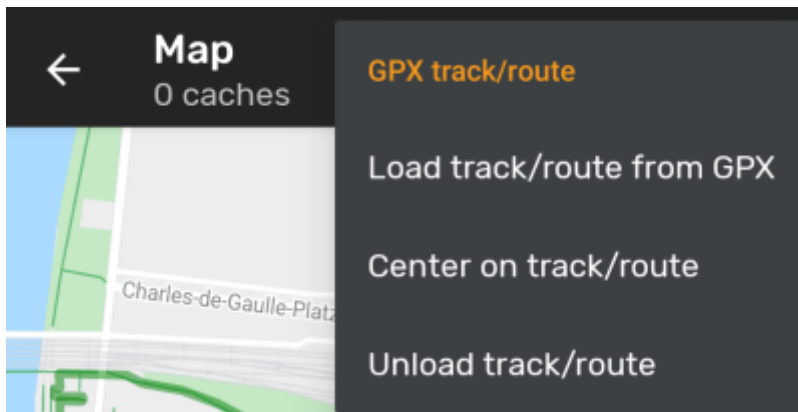 Map
0 caches
GPX track/route
Load track/route from GPX
Center on track/route
Unload track/route
Charles-de-Gaulle-Platz